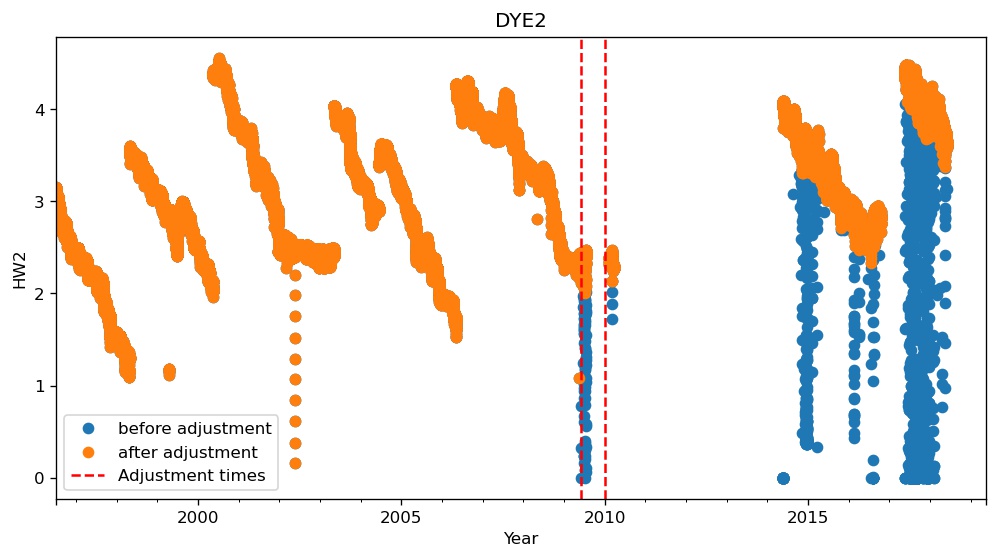 DYE2
HW2
4
3
2
1
0
before adjustment
after adjustment
Adjustment times
2000 2005 2010 2015
Year